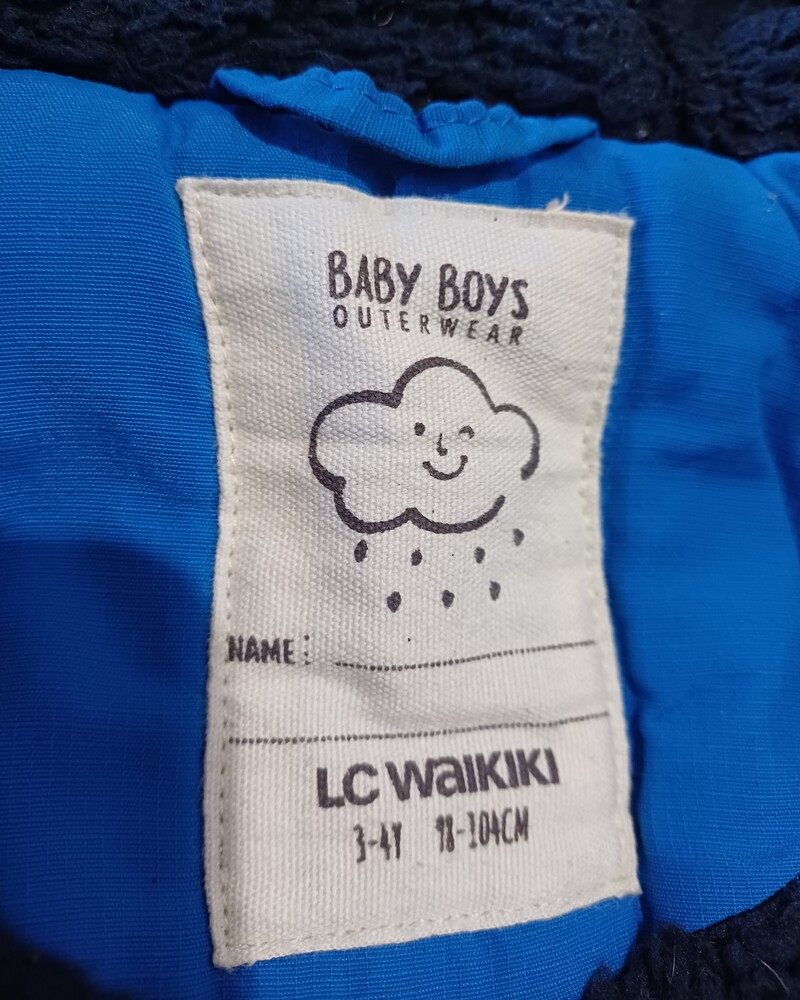 BABY BOYS
OUTERWEAR
NAME:
LC WAIKIKI
3-4Y 98-104CM